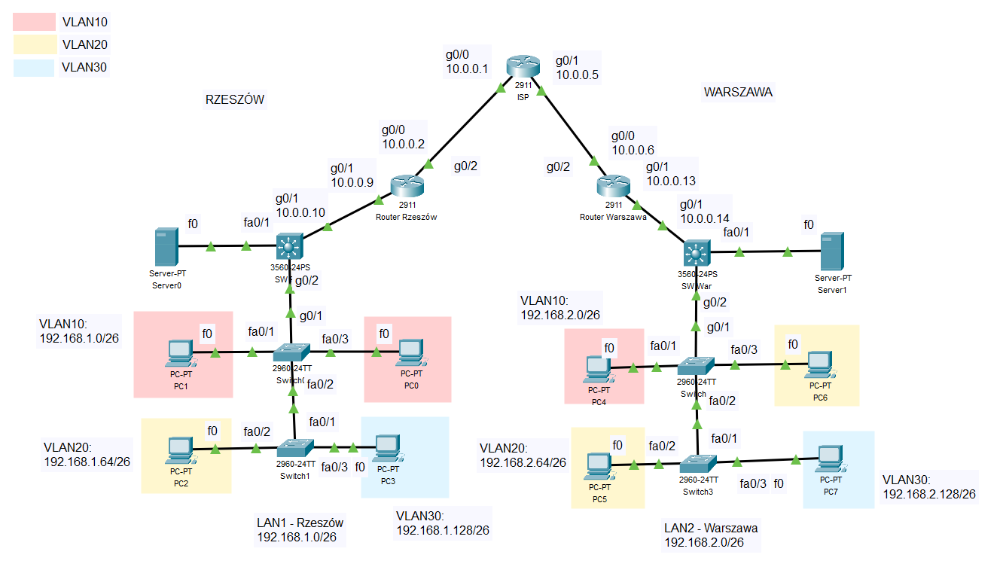 VLAN10
VLAN20
VLAN30
RZESZÓW
WARSZAWA
g0/0
10.0.0.1
g0/1
10.0.0.5
2911
ISP
g0/0
10.0.0.2
g0/2
g0/1
10.0.0.9
2911
Router Rzeszów
g0/1
10.0.0.10
fa0/1
f0
Server-PT
Server0
3560-24PS
g0/2
g0/0
10.0.0.6
g0/2
g0/1
10.0.0.13
2911
Router Warszawa
g0/1
10.0.0.14
fa0/1
f0
Server-PT
Server1
3560-24PS
SW War
g0/2
VLAN10:
192.168.1.0/26
g0/1
f0
fa0/1
fa0/3
f0
PC-PT
PC1
2960-24TT
PC-PT
PC0
fa0/2
VLAN20:
192.168.1.64/26
f0
fa0/2
fa0/1
PC-PT
PC2
2960-24TT
Switch1
fa0/3
f0
PC-PT
PC3
LAN1 - Rzeszów
192.168.1.0/26
VLAN30:
192.168.1.128/26
VLAN10:
192.168.2.0/26
g0/1
f0
fa0/1
fa0/3
f0
PC-PT
PC4
2960-24TT
Switch
PC-PT
PC6
fa0/2
VLAN20:
192.168.2.64/26
f0
fa0/2
fa0/1
PC-PT
PC5
2960-24TT
Switch3
fa0/3
f0
PC-PT
PC7
VLAN30:
192.168.2.128/26
LAN2 - Warszawa
192.168.2.0/26